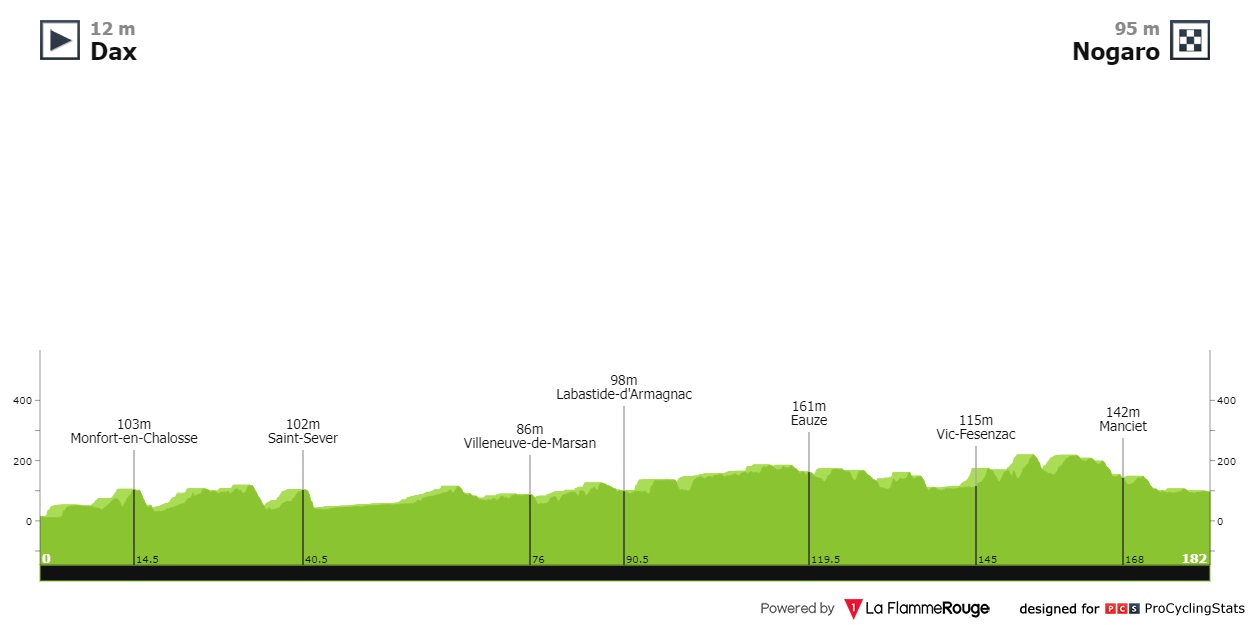 12 m
Dax
95 m
Nogaro
98m
Labastide-d'Armagnac
400
400
161m
Eauze
142m
Manciet
103m
Monfort-en-Chalosse
102m
Saint-Sever
86m
Villeneuve-de-Marsan
115m
Vic-Fesenzac
200
200
0
0
0
14.5
40.5
76
90.5
119.5
145
168
182
Powered by 1 La FlammeRouge designed for PCS ProCyclingStats